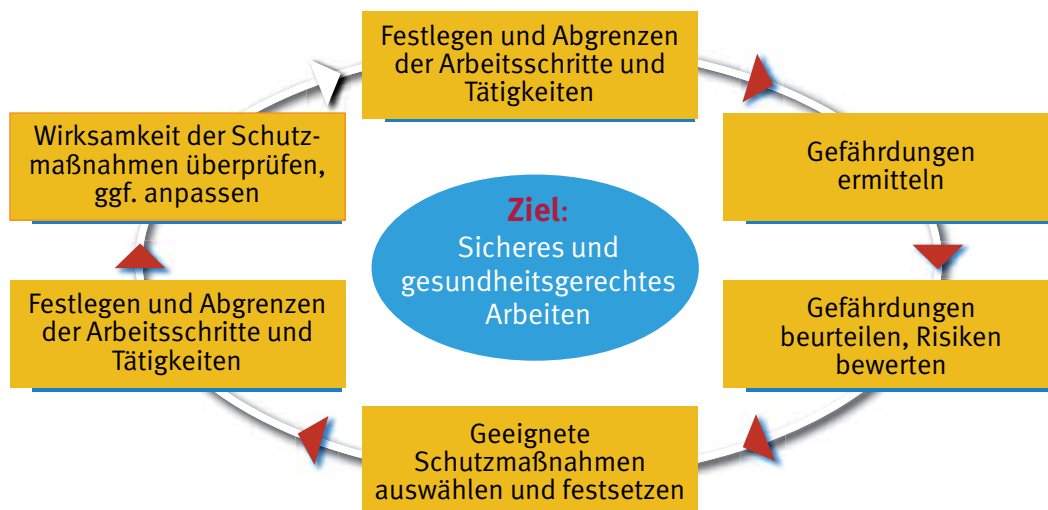 Festlegen und Abgrenzen
der Arbeitsschritte und
Tätigkeiten
Gefährdungen
ermitteln
Gefährdungen
beurteilen, Risiken
bewerten
Geeignete
Schutzmaßnahmen
auswählen und festsetzen
Festlegen und Abgrenzen
der Arbeitsschritte und
Tätigkeiten
Wirksamkeit der Schutz-
maßnahmen überprüfen,
ggf. anpassen
Ziel:
Sicheres und
gesundheitsgerechtes
Arbeiten